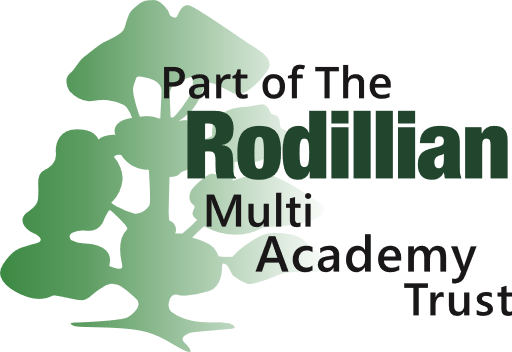 Part of The
Rodillian
Multi
Academy
Trust